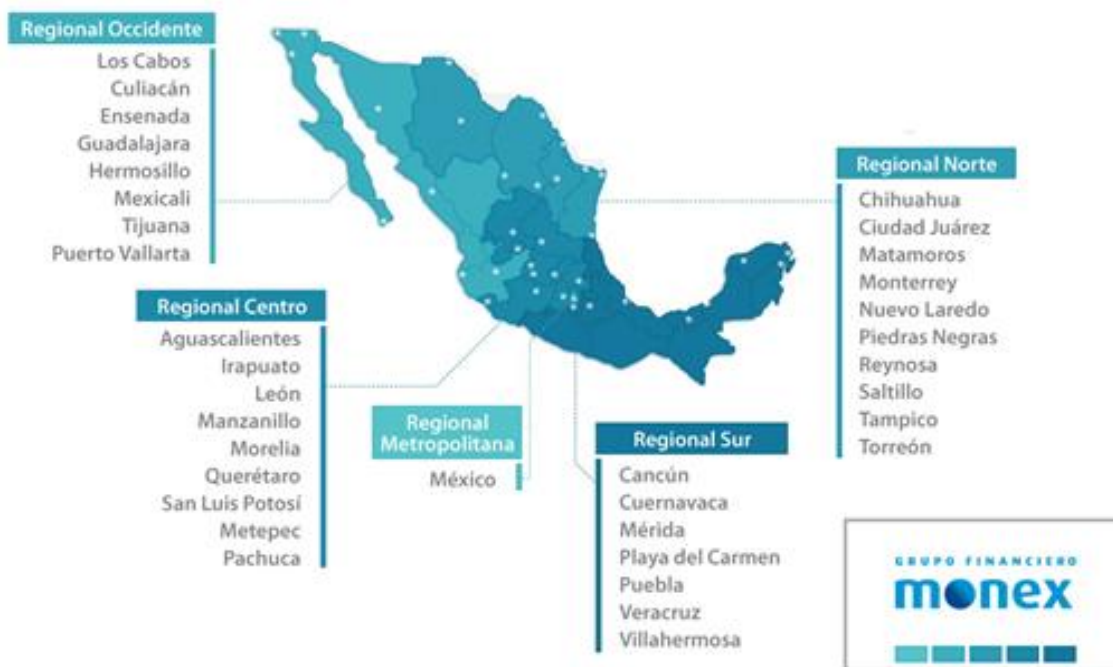 Regional Occidente
Los Cabos
Culiacán
Ensenada
Guadalajara
Hermosillo
Mexicali
Tijuana
Puerto Vallarta
Regional Norte
Chihuahua
Ciudad Juárez
Matamoros
Monterrey
Nuevo Laredo
Piedras Negras
Reynosa
Saltillo
Tampico
Torreón
Regional Centro
Aguascalientes
Irapuato
León
Manzanillo
Morelia
Querétaro
San Luis Potosí
Metepec
Pachuca
Regional
Metropolitana
México
Regional Sur
Cancún
Cuernavaca
Mérida
Playa del Carmen
Puebla
Veracruz
Villahermosa
GRUPO FINANCIERO
monex